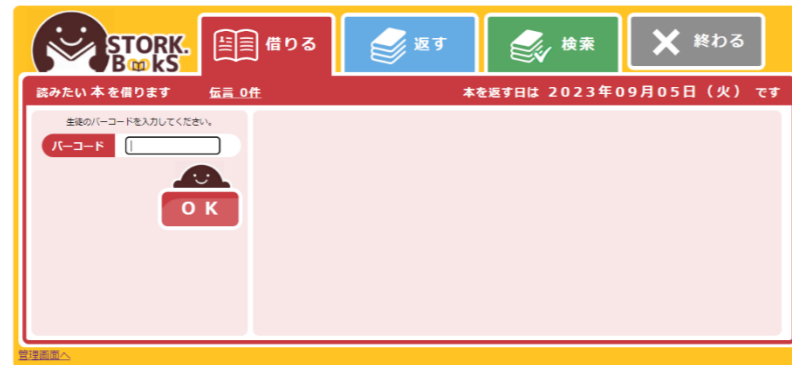 STORK.
BOOKS
借りる
返す
検索
終わる
読みたい本を借ります 伝言 0件 本を返す日は 2023年09月05日（火） です
生徒のバーコードを入力してください。
バーコード
OK
管理画面へ